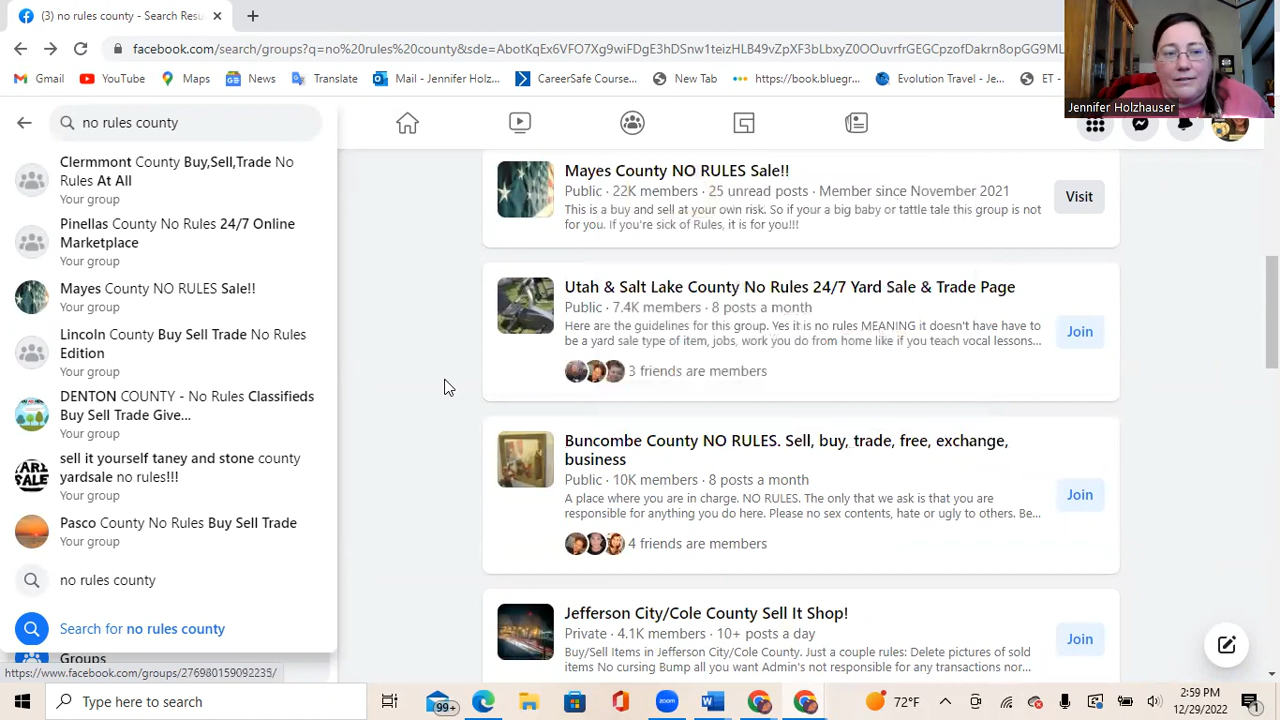 (3) no rules county - Search Resu
facebook.com/search/groups?q=no%20rules%20county&sde=AbotKqEx6VFO7Xg9wiFDgE3hDSnw1teizHLB49vZpXF3bLbxyZ0OOuvrfrGEGCpzofDakrn8opGG9ML
Gmail
YouTube
Maps
News
Translate
Mail - Jennifer Holz...
CareerSafe Course...
New Tab
https://book.bluegr...
Evolution Travel - Je...
ET -
Jennifer Holzhauser
no rules county
Clermmont County Buy,Sell,Trade No
Rules At All
Your group
Pinellas County No Rules 24/7 Online
Marketplace
Your group
Mayes County NO RULES Sale!!
Your group
Lincoln County Buy Sell Trade No Rules
Edition
Your group
DENTON COUNTY - No Rules Classifieds
Buy Sell Trade Give...
Your group
sell it yourself taney and stone county
yardsale no rules!!!
Your group
Pasco County No Rules Buy Sell Trade
Your group
no rules county
Search for no rules county
Groups
https://www.facebook.com/groups/276980159092235/
Mayes County NO RULES Sale!!
Public · 22K members · 25 unread posts · Member since November 2021
This is a buy and sell at your own risk. So if your a big baby or tattle tale this group is not
for you. If you're sick of Rules, it is for you!!!
Visit
Utah & Salt Lake County No Rules 24/7 Yard Sale & Trade Page
Public · 7.4K members · 8 posts a month
Here are the guidelines for this group. Yes it is no rules MEANING it doesn't have have to
be a yard sale type of item, jobs, work you do from home like if you teach vocal lessons...
3 friends are members
Join
Buncombe County NO RULES. Sell, buy, trade, free, exchange,
business
Public · 10K members · 8 posts a month
A place where you are in charge. NO RULES. The only that we ask is that you are
responsible for anything you do here. Please no sex contents, hate or ugly to others. Be...
4 friends are members
Join
Jefferson City/Cole County Sell It Shop!
Private · 4.1K members · 10+ posts a day
Buy/Sell Items in Jefferson City/Cole County. Just a couple rules: Delete pictures of sold
items No cursing Bump all you want Admin's not responsible for any transactions nor...
Join
Type here to search
99+
zoom
72°F
2:59 PM
12/29/2022
1